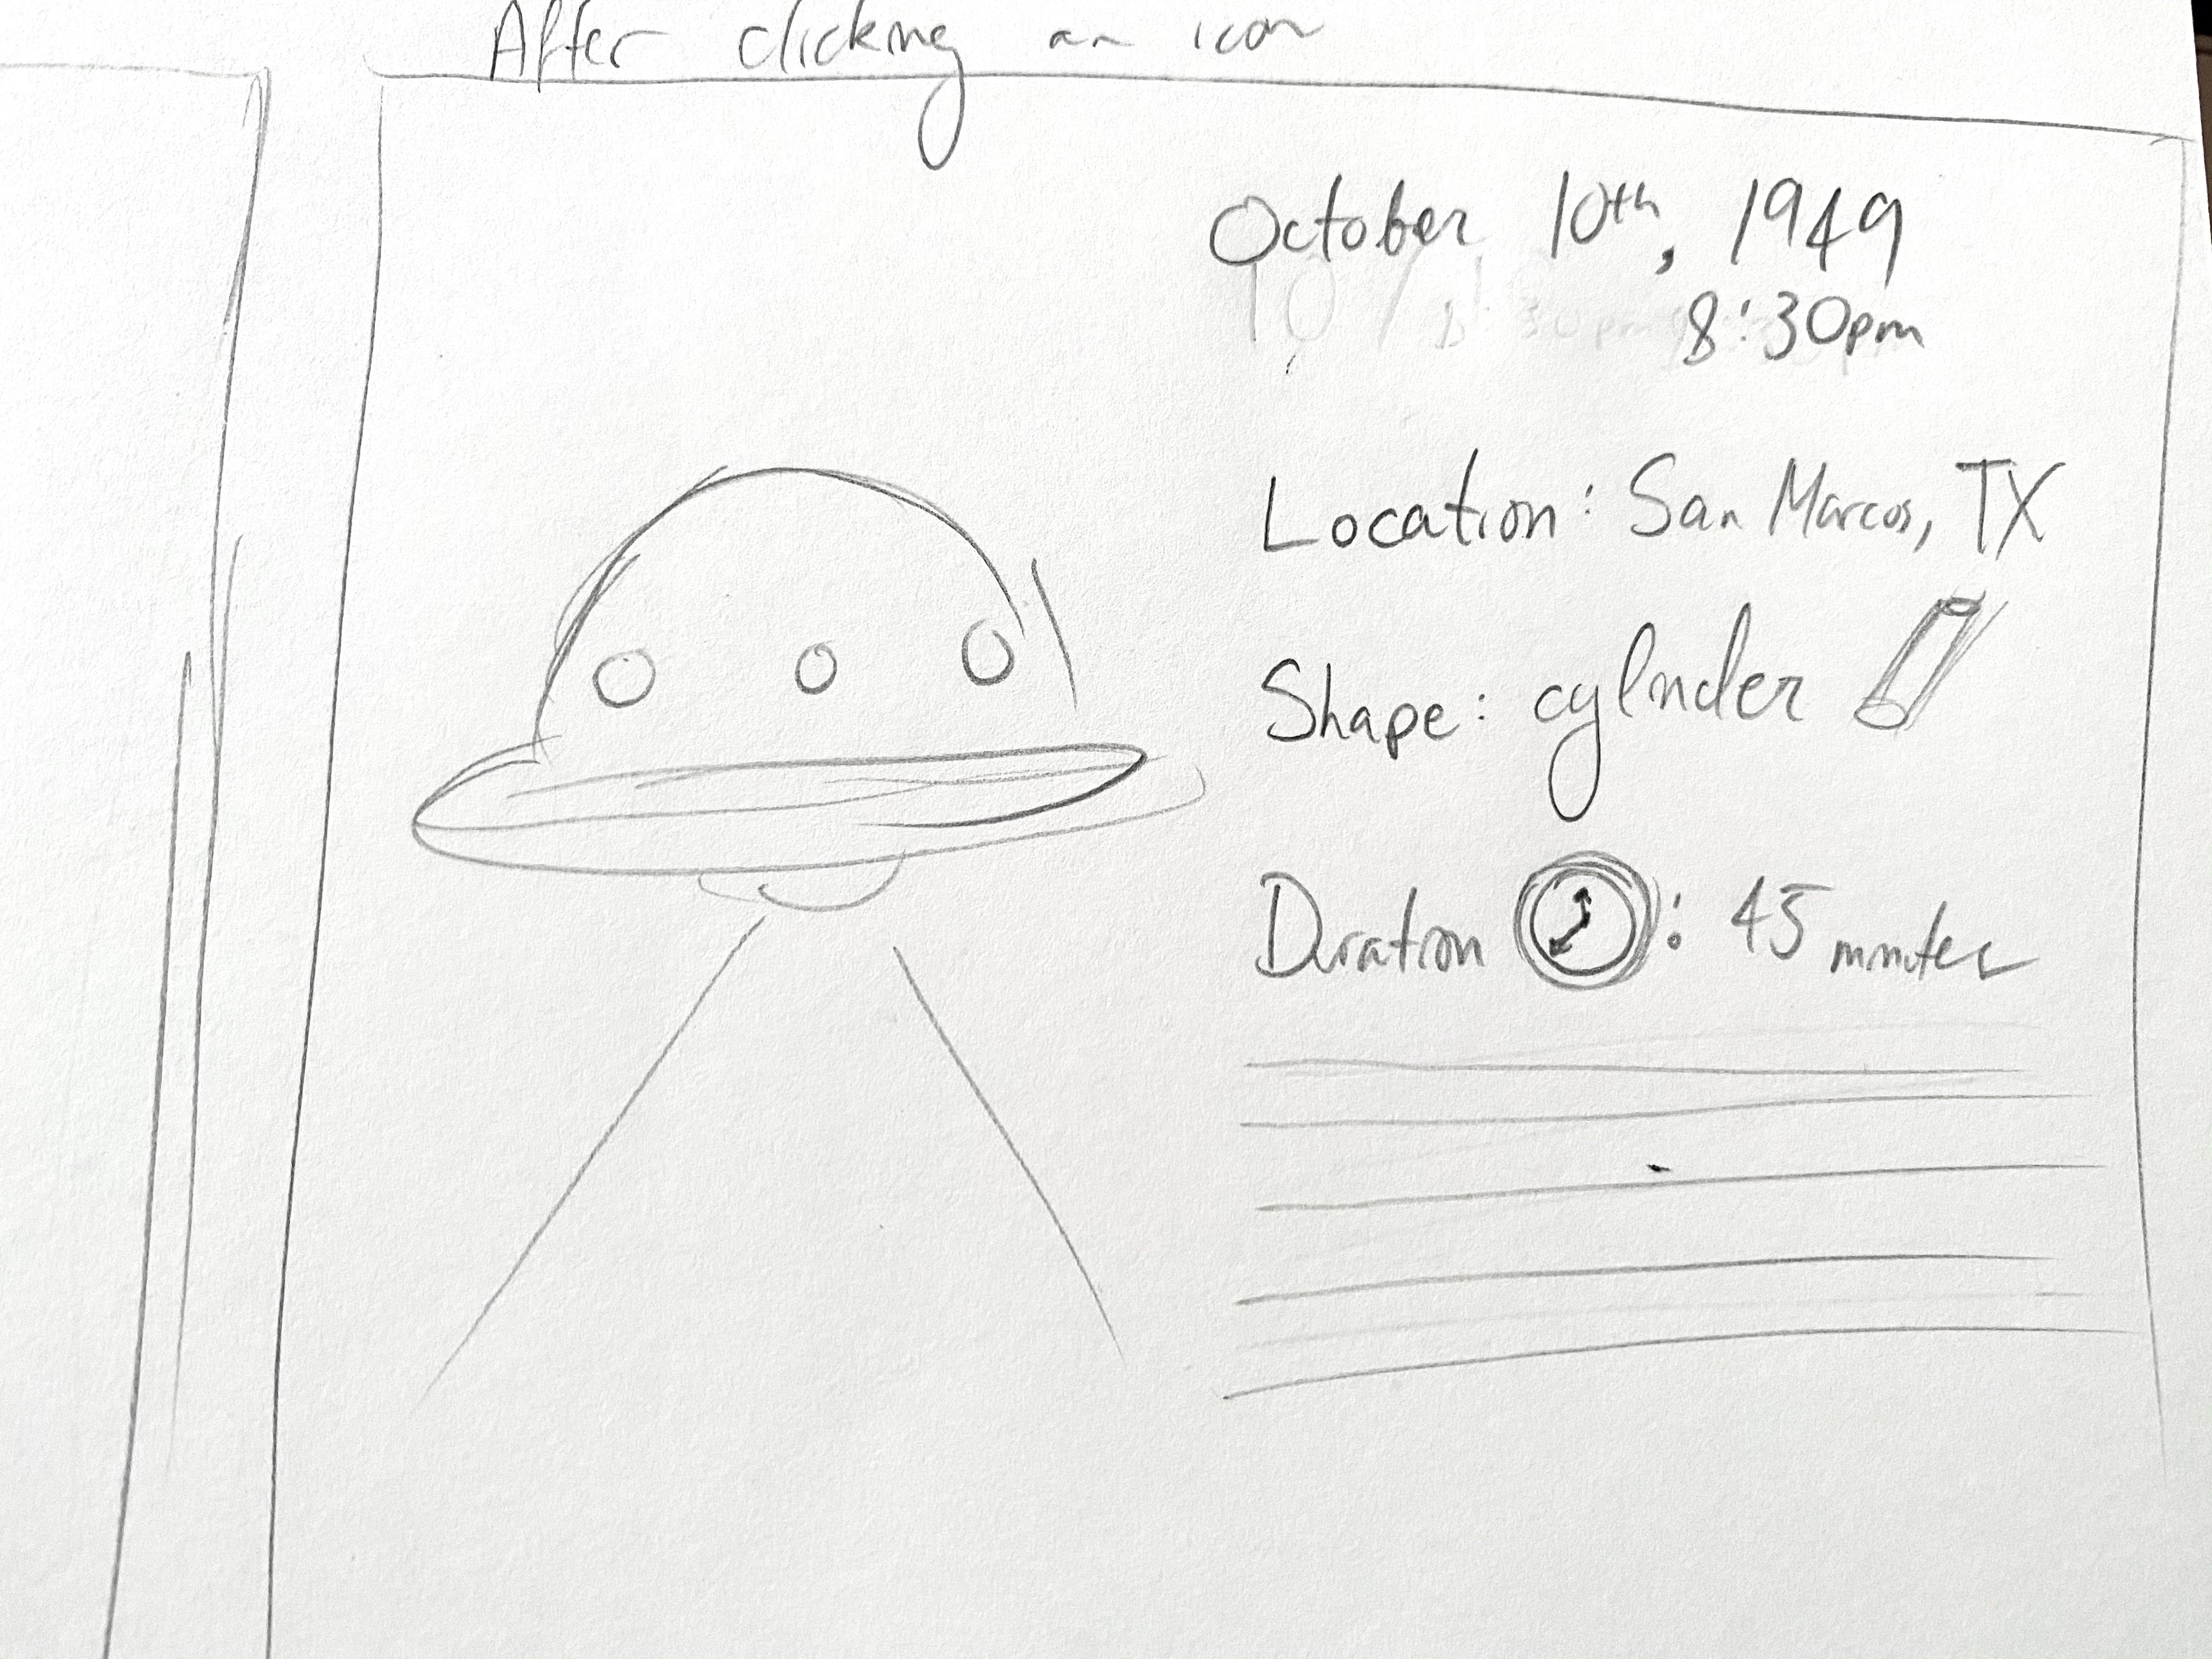 After clicking an icon
October 10th, 1949
8:30pm
Location: San Marcos, TX
Shape: cylinder
Duration : 45 minutes